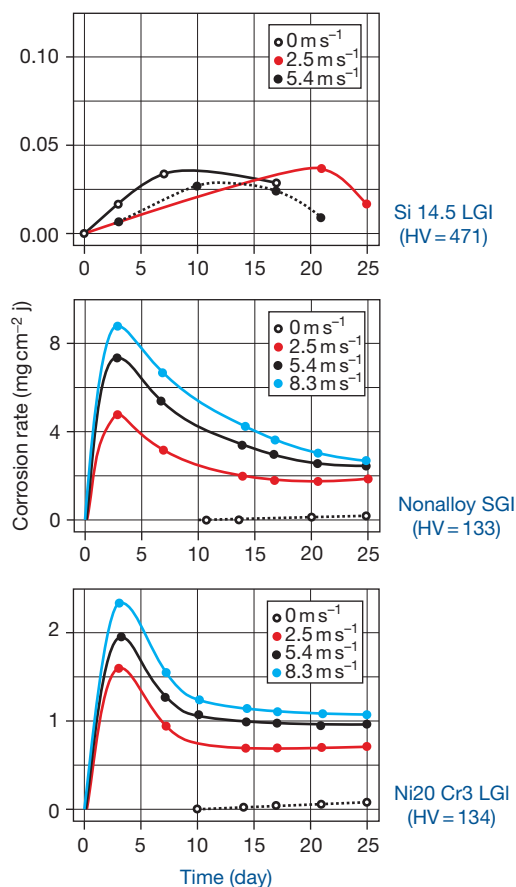 0.10
0.05
0.00
0 5 10 15 20 25
0 m s⁻¹
2.5 m s⁻¹
5.4 m s⁻¹
Si 14.5 LGI
(HV = 471)
Corrosion rate (mg cm⁻² j)
8
4
0
0 5 10 15 20 25
0 m s⁻¹
2.5 m s⁻¹
5.4 m s⁻¹
8.3 m s⁻¹
Nonalloy SGI
(HV = 133)
2
1
0
0 5 10 15 20 25
0 m s⁻¹
2.5 m s⁻¹
5.4 m s⁻¹
8.3 m s⁻¹
Ni20 Cr3 LGI
(HV = 134)
Time (day)